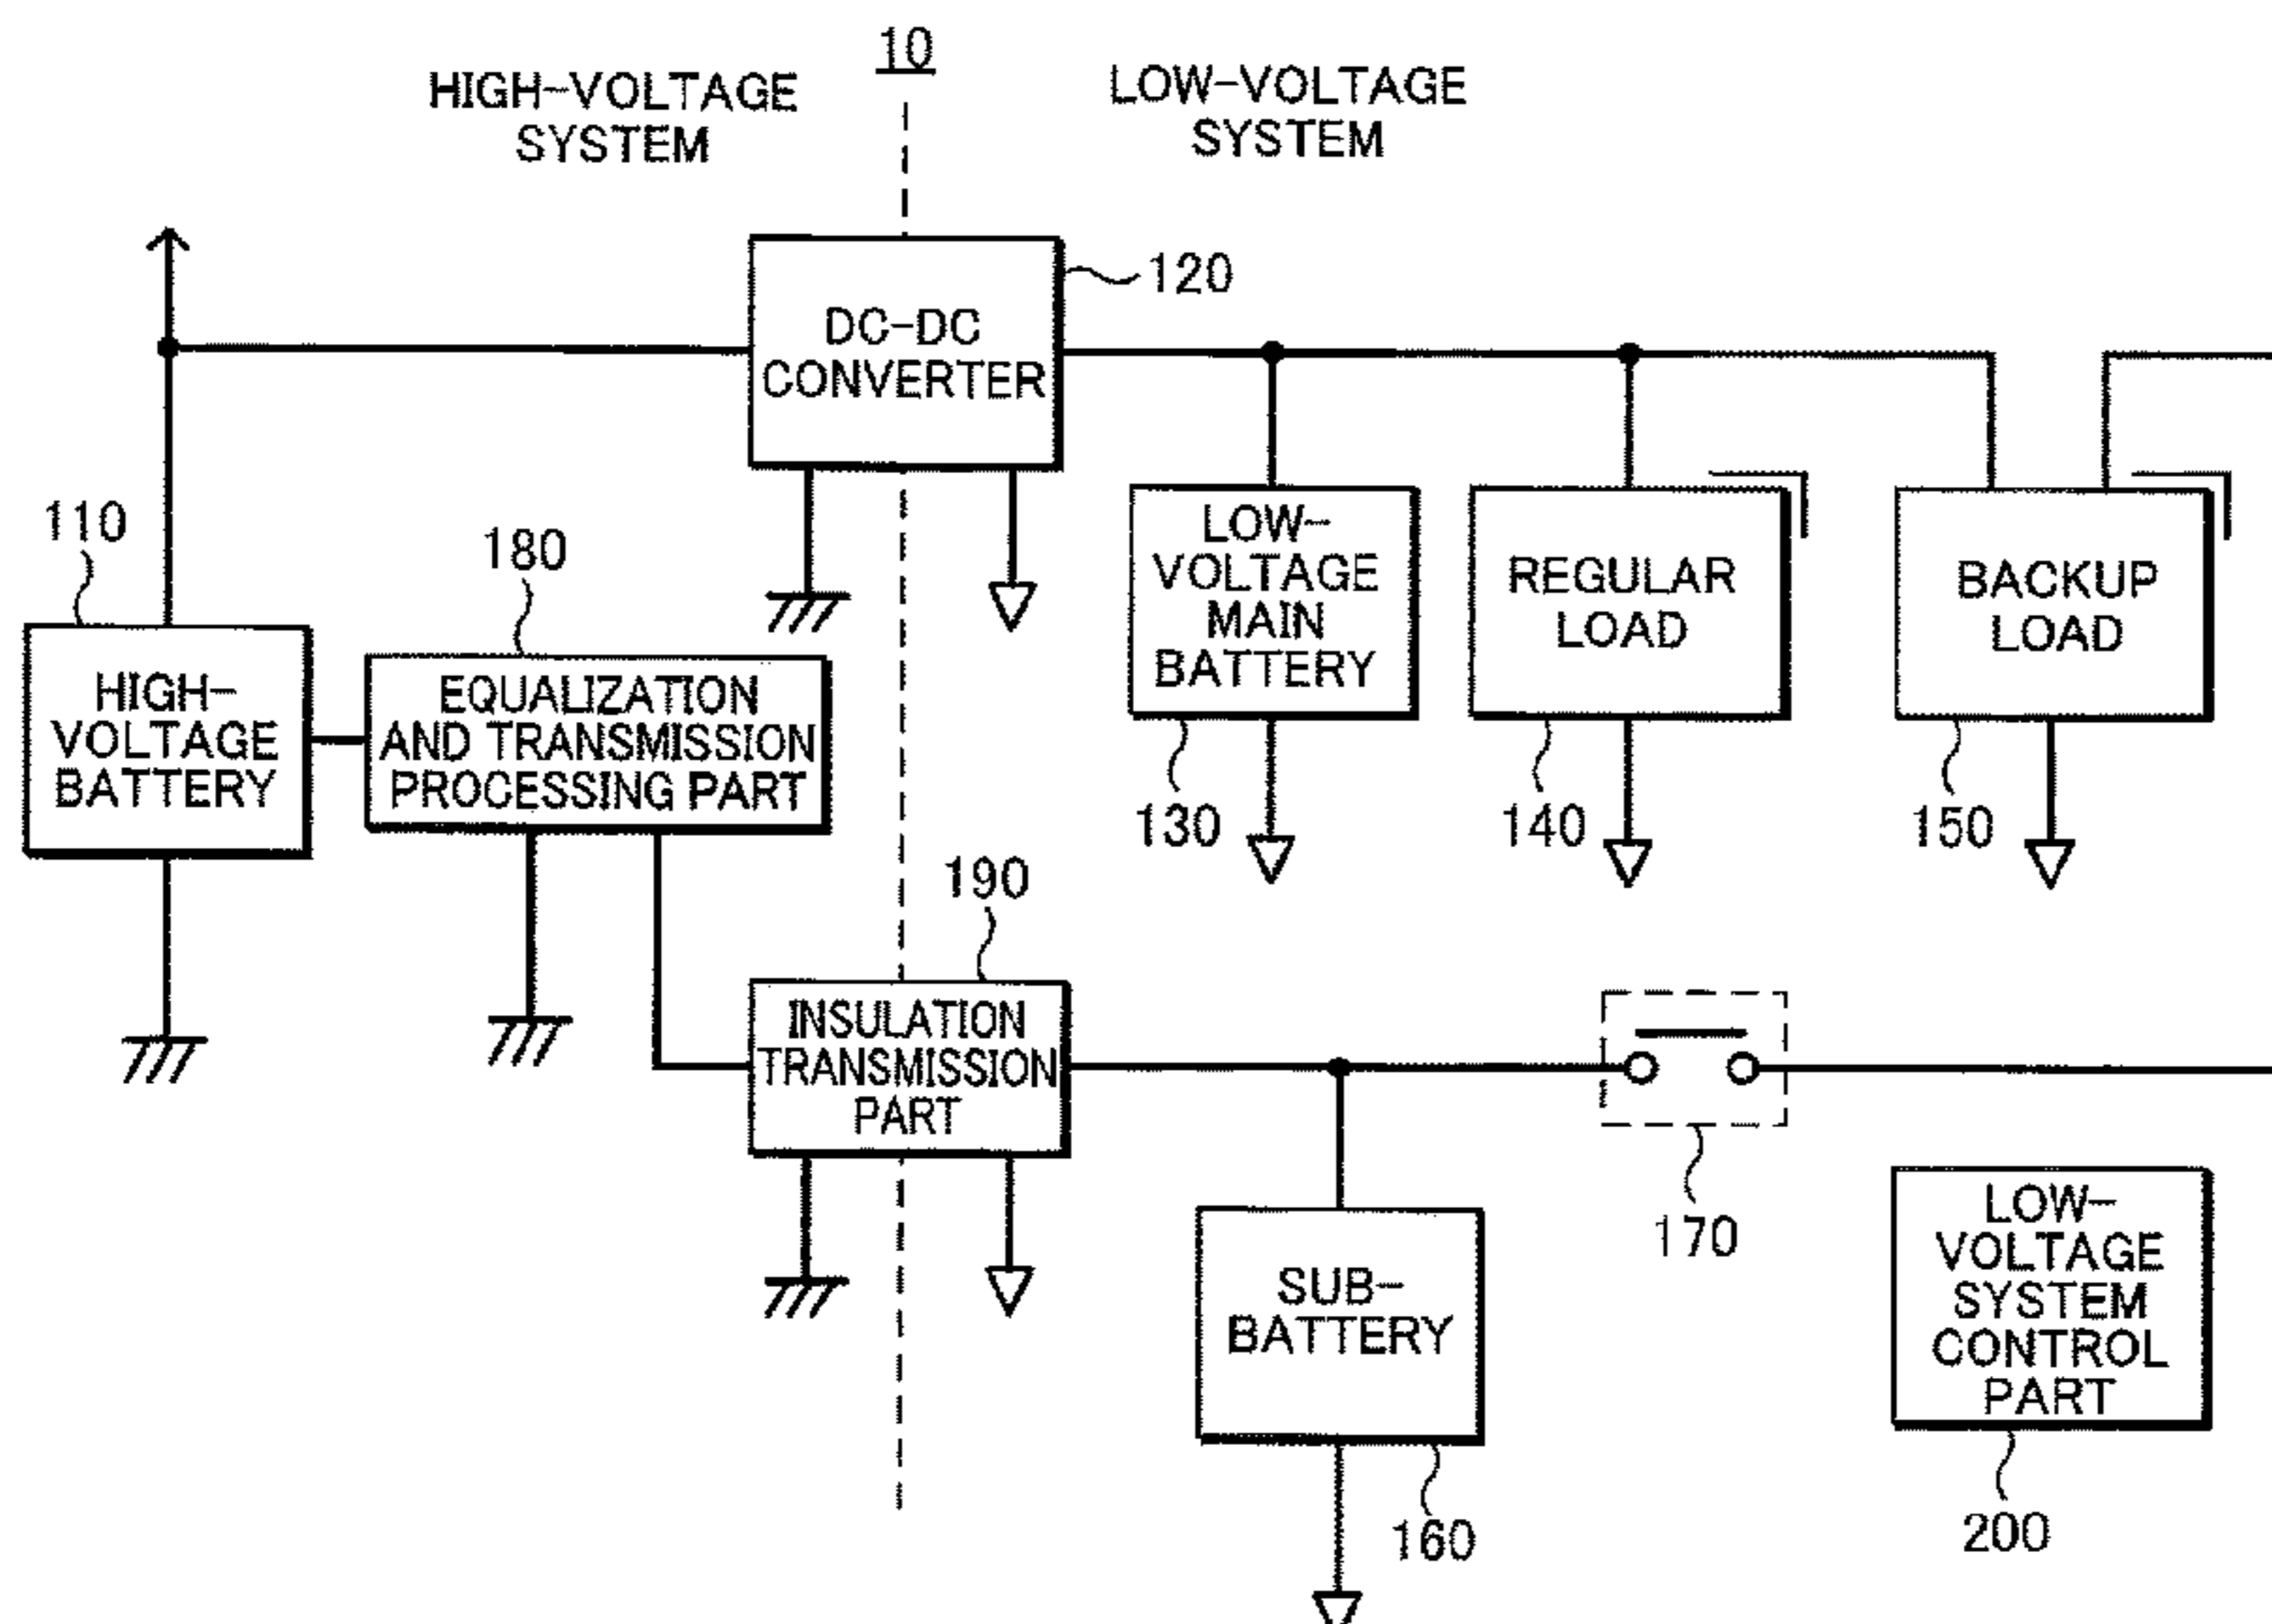 10
HIGH-VOLTAGE
SYSTEM
LOW-VOLTAGE
SYSTEM
DC-DC
CONVERTER
120
110
HIGH-
VOLTAGE
BATTERY
180
EQUALIZATION
AND TRANSMISSION
PROCESSING PART
LOW-
VOLTAGE
MAIN
BATTERY
130
REGULAR
LOAD
140
BACKUP
LOAD
150
190
INSULATION
TRANSMISSION
PART
170
SUB-
BATTERY
160
LOW-
VOLTAGE
SYSTEM
CONTROL
PART
200